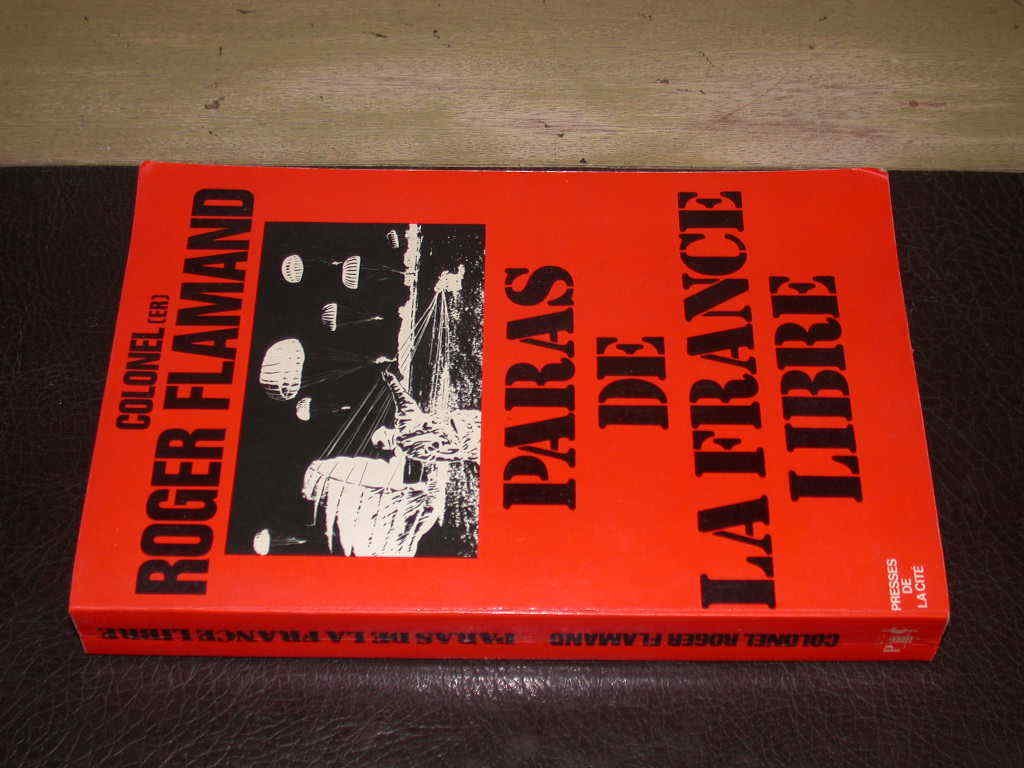 COLONEL (ER)
ROGER FLAMAND
PARAS
DE
LA FRANCE
LIBRE
PRESSES
DE
LA CITÉ
COLONEL ROGER FLAMAND PARAS DE LA FRANCE LIBRE